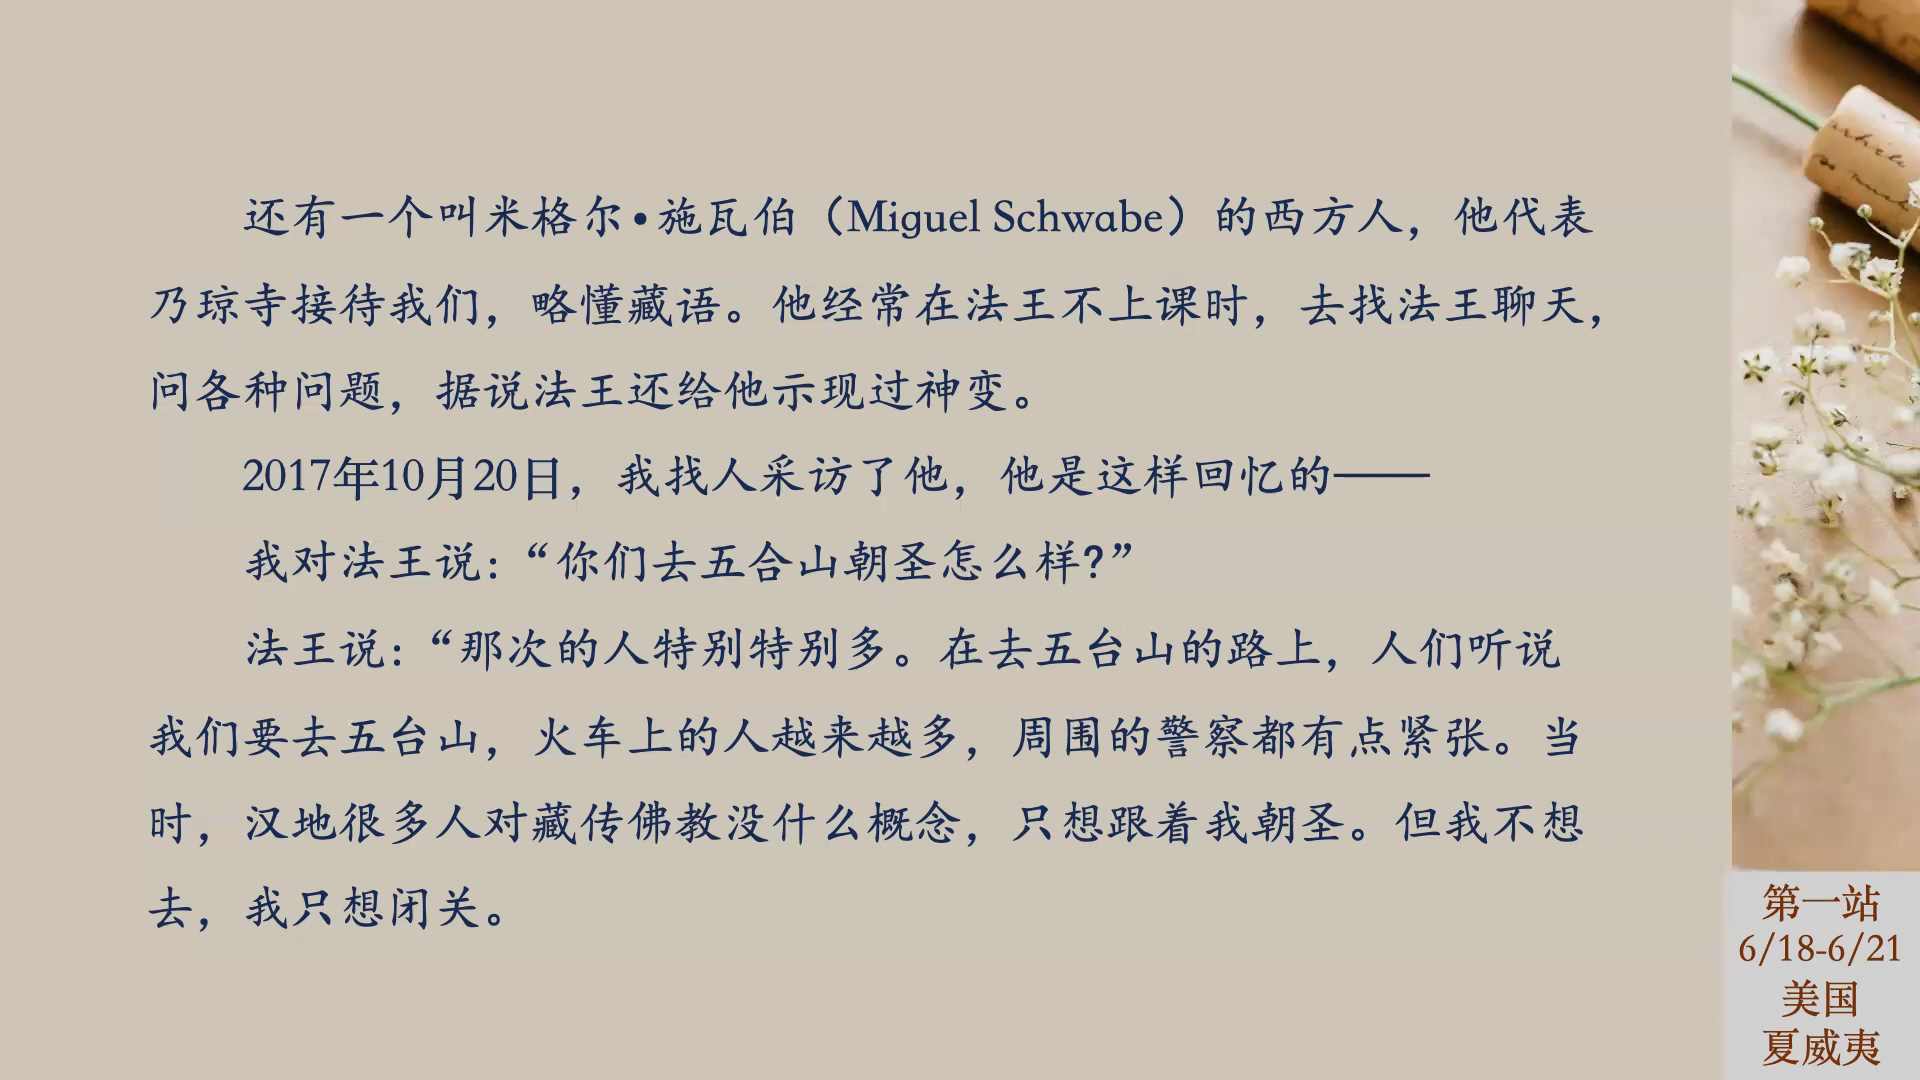 还有一个叫米格尔•施瓦伯（Miguel Schwabe）的西方人，他代表
乃琼寺接待我们，略懂藏语。他经常在法王不上课时，去找法王聊天，
问各种问题，据说法王还给他示现过神变。
2017年10月20日，我找人采访了他，他是这样回忆的——
我对法王说：“你们去五合山朝圣怎么样?”
法王说：“那次的人特别特别多。在去五台山的路上，人们听说
我们要去五台山，火车上的人越来越多，周围的警察都有点紧张。当
时，汉地很多人对藏传佛教没什么概念，只想跟着我朝圣。但我不想
去，我只想闭关。
第一站
6/18-6/21
美国
夏威夷